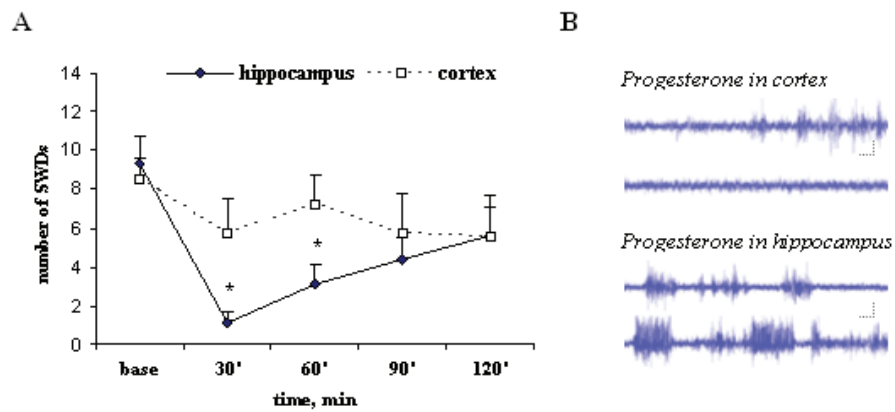 A
B
hippocampus cortex
number of SWDs
14
12
10
8
6
4
2
0
*
*
base 30' 60' 90' 120'
time, min
Progesterone in cortex
Progesterone in hippocampus